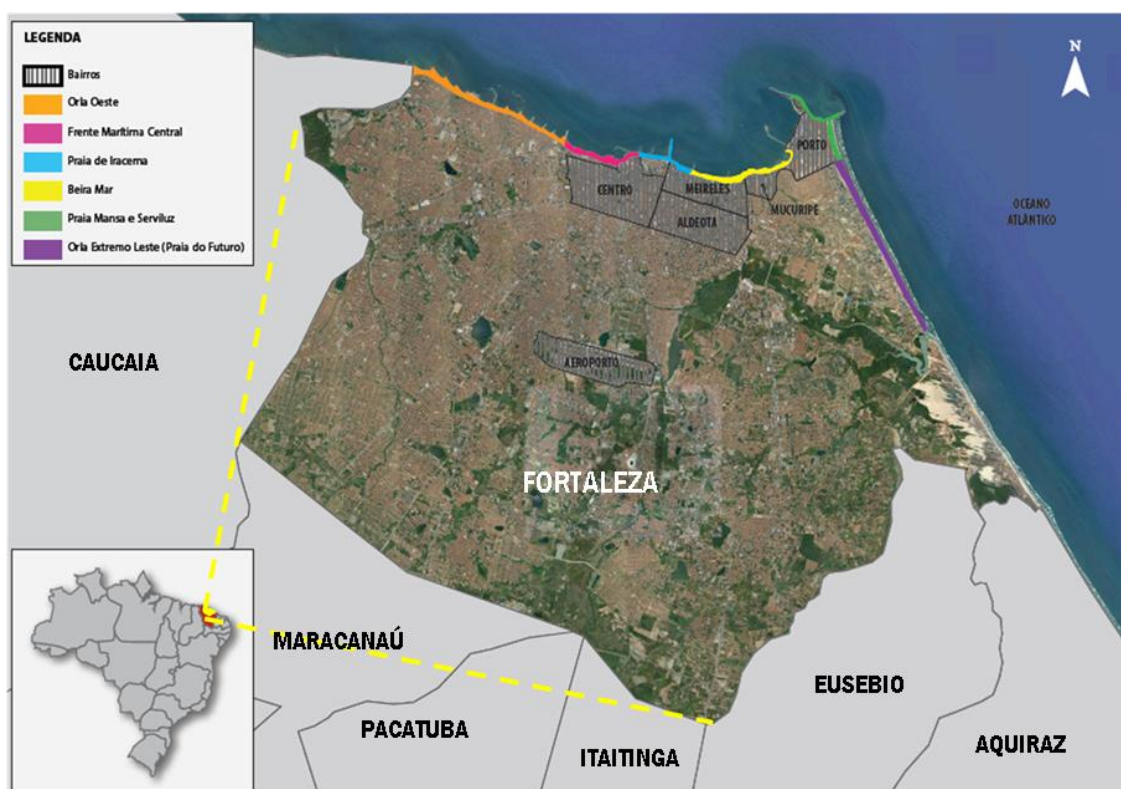 LEGENDA
Bairros
Orla Oeste
Frente Marítima Central
Praia de Iracema
Beira Mar
Praia Mansa e Serviluz
Orla Extremo Leste (Praia do Futuro)
N
PORTO
CENTRO
MEIRELES
MUCURIPE
ALDEOTA
OCEANO
ATLÂNTICO
CAUCAIA
AEROPORTO
FORTALEZA
MARACANAÚ
EUSEBIO
PACATUBA
ITAITINGA
AQUIRAZ